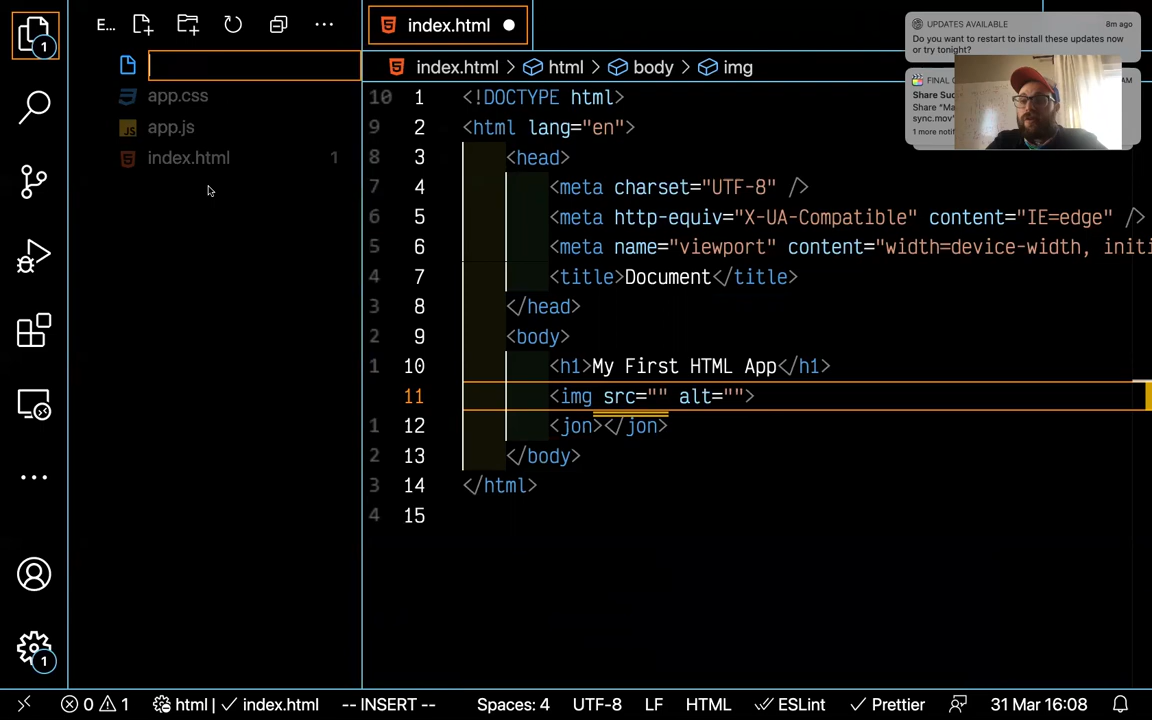 E...
index.html
UPDATES AVAILABLE
8m ago
Do you want to restart to install these updates now
or try tonight?
FINAL
AM
Share
Share
sync.mov"
1 more
1
app.css
JS
app.js
index.html
1
index.html > html > body > img
10 1 <!DOCTYPE html>
9 2 <html lang="en">
8 3 <head>
7 4 <meta charset="UTF-8" />
6 5 <meta http-equiv="X-UA-Compatible" content="IE=edge" />
5 6 <meta name="viewport" content="width=device-width, initi
4 7 <title>Document</title>
3 8 </head>
2 9 <body>
1 10 <h1>My First HTML App</h1>
11 <img src="" alt="">
1 12 <jon></jon>
2 13 </body>
3 14 </html>
4 15
1
0 1 html | index.html -- INSERT -- Spaces: 4 UTF-8 LF HTML ESLint Prettier 31 Mar 16:08